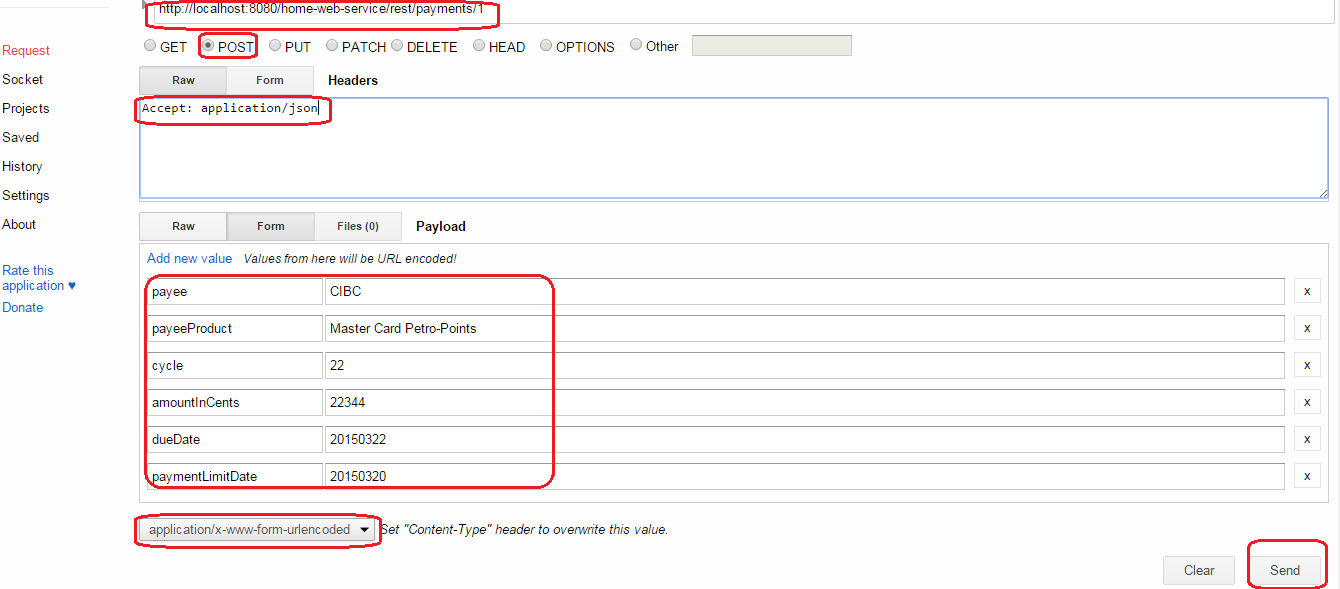 http://localhost:8080/home-web-service/rest/payments/1
GET POST PUT PATCH DELETE HEAD OPTIONS Other
Request
Socket
Projects
Saved
History
Settings
About
Rate this
application ♥
Donate
Raw Form Headers
Accept: application/json
Raw Form Files (0) Payload
Add new value Values from here will be URL encoded!
payee CIBC x
payeeProduct Master Card Petro-Points x
cycle 22 x
amountInCents 22344 x
dueDate 20150322 x
paymentLimitDate 20150320 x
application/x-www-form-urlencoded Set "Content-Type" header to overwrite this value.
Clear Send